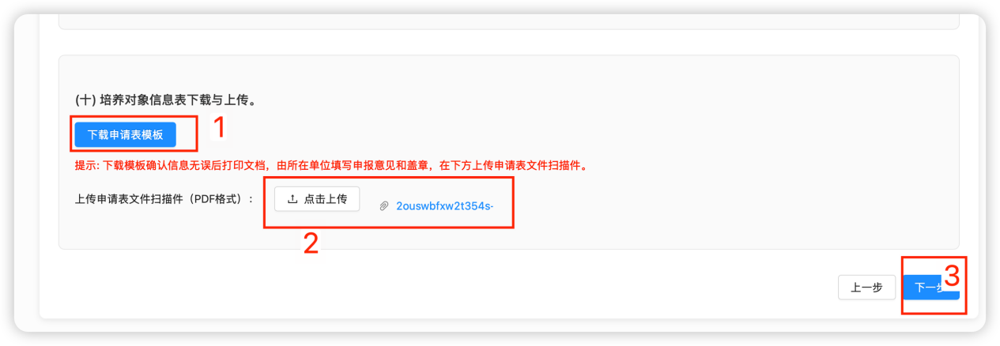 (十) 培养对象信息表下载与上传。
下载申请表模板
1
提示: 下载模板确认信息无误后打印文档，由所在单位填写申报意见和盖章，在下方上传申请表文件扫描件。
上传申请表文件扫描件（PDF格式）：
点击上传
2ouswbfxw2t354s-
2
上一步
下一步
3